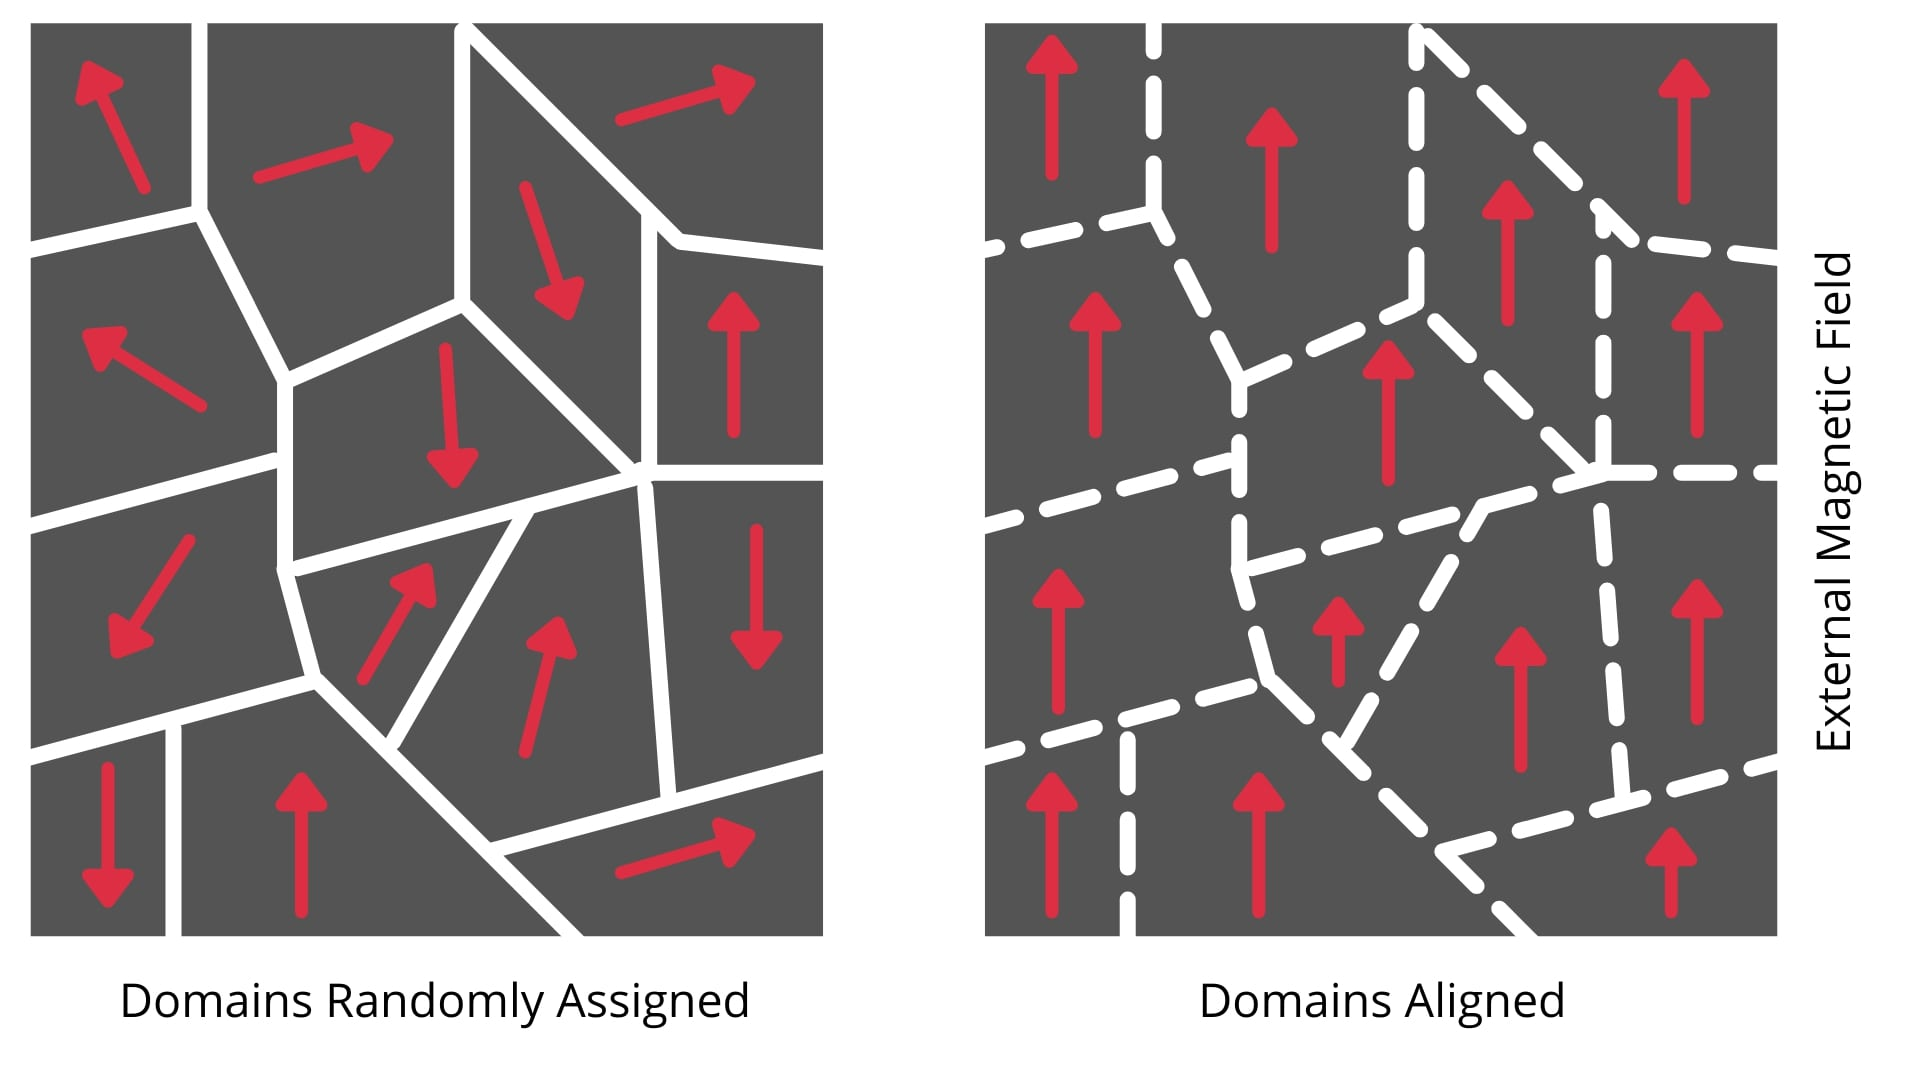 Domains Randomly Assigned
Domains Aligned
External Magnetic Field